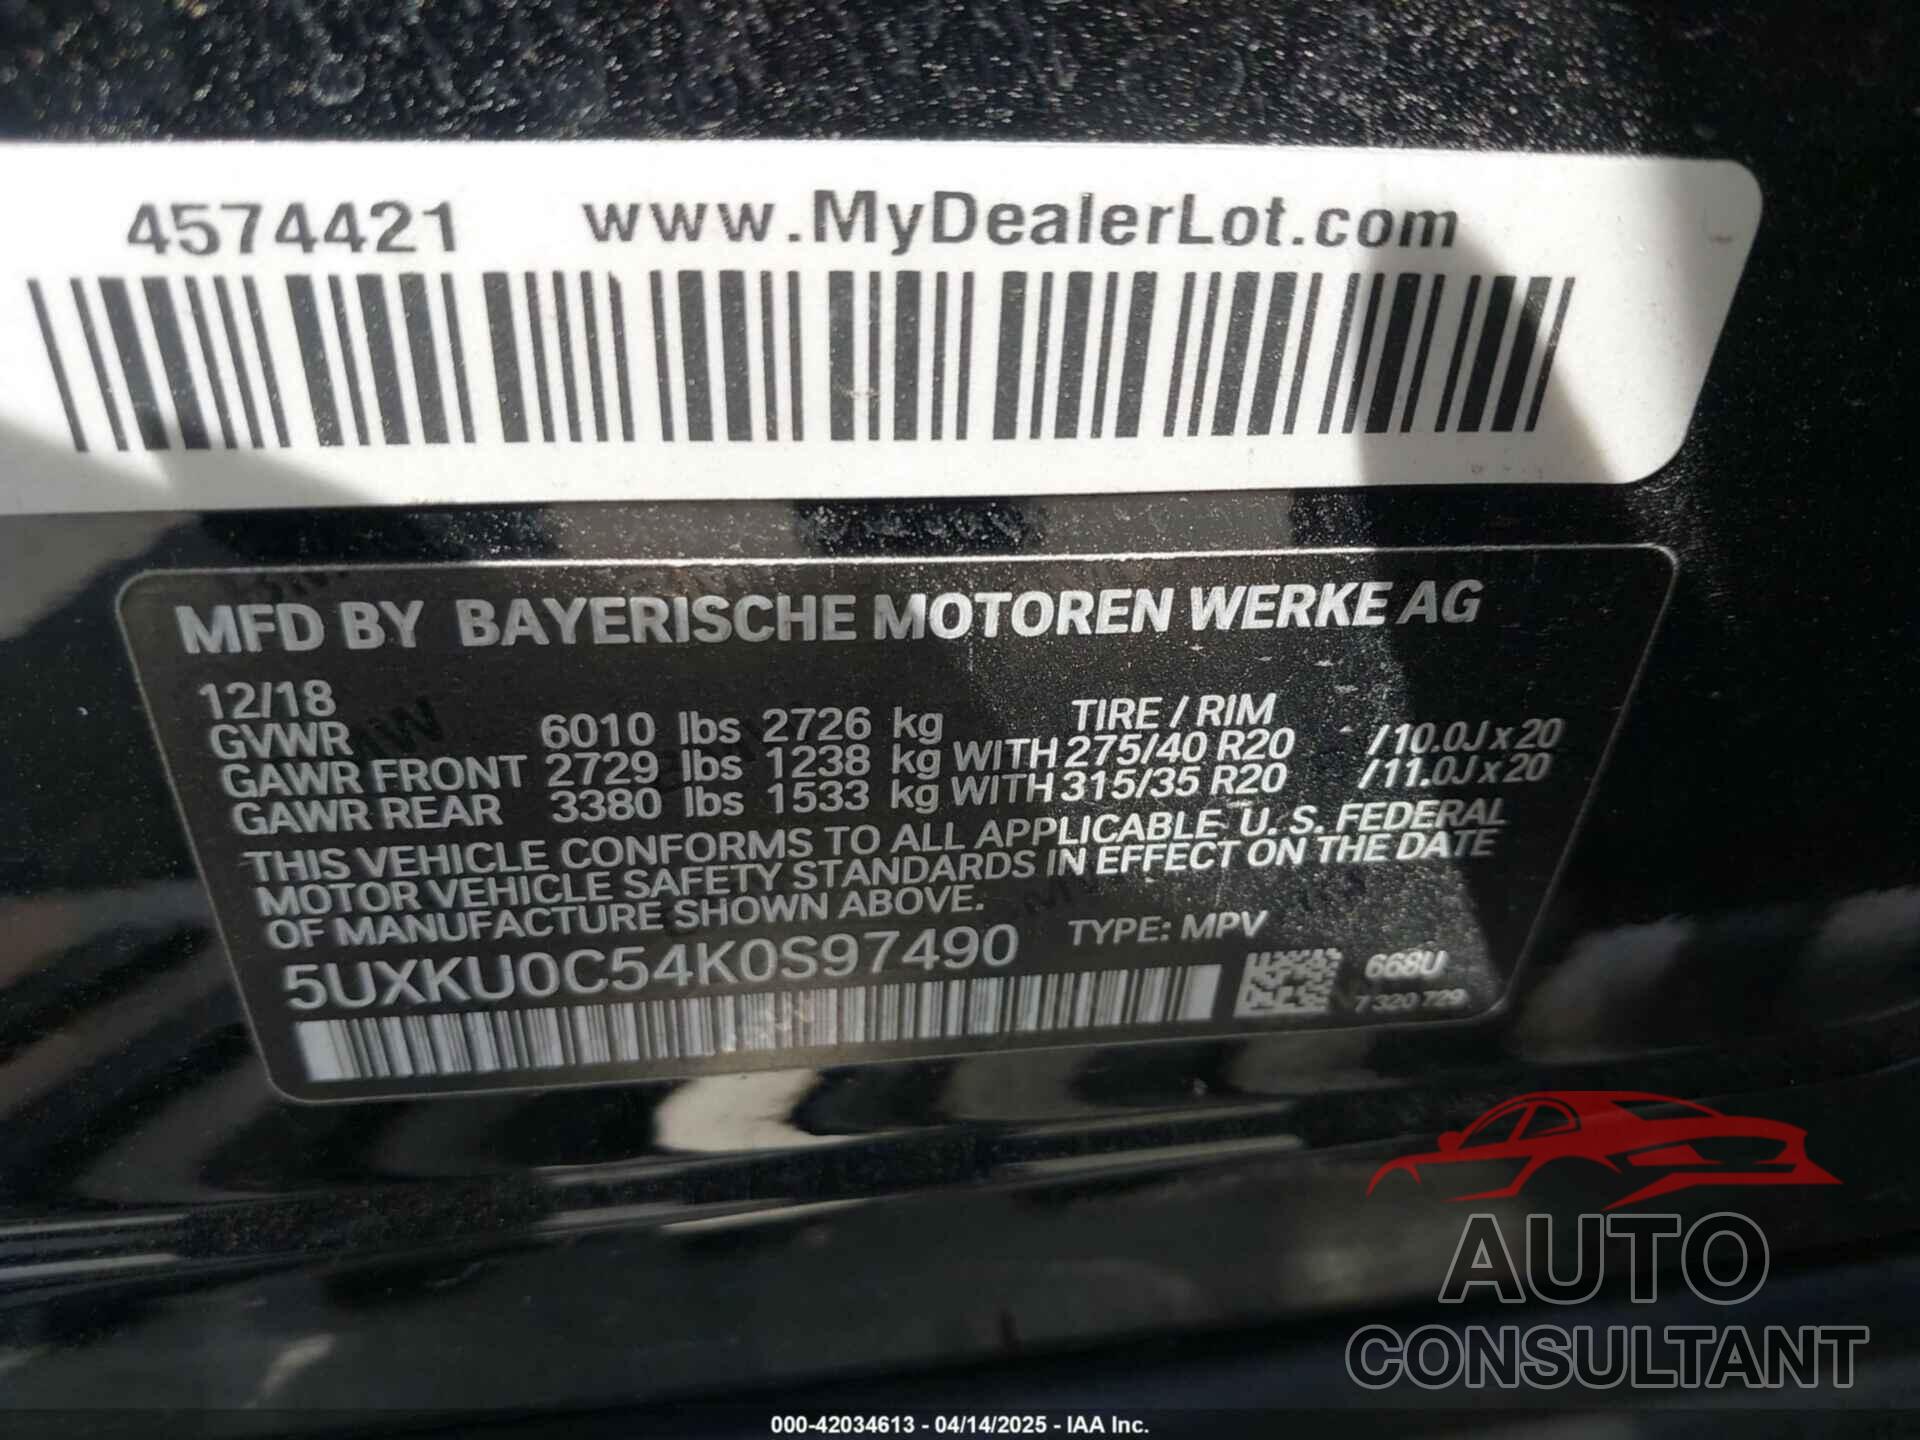 4574421 www.MyDealerLot.com
MFD BY BAYERISCHE MOTOREN WERKE AG
12/18
TIRE / RIM
GVWR 6010 lbs 2726 kg
GAWR FRONT 2729 lbs 1238 kg WITH 275/40 R20 /10.0J x 20
GAWR REAR 3380 lbs 1533 kg WITH 315/35 R20 /11.0J x 20
THIS VEHICLE CONFORMS TO ALL APPLICABLE U. S. FEDERAL
MOTOR VEHICLE SAFETY STANDARDS IN EFFECT ON THE DATE
OF MANUFACTURE SHOWN ABOVE.
5UXKU0C54K0S97490 TYPE: MPV
668U
7 320 729
AUTO
CONSULTANT
000-42034613 - 04/14/2025 - IAA Inc.